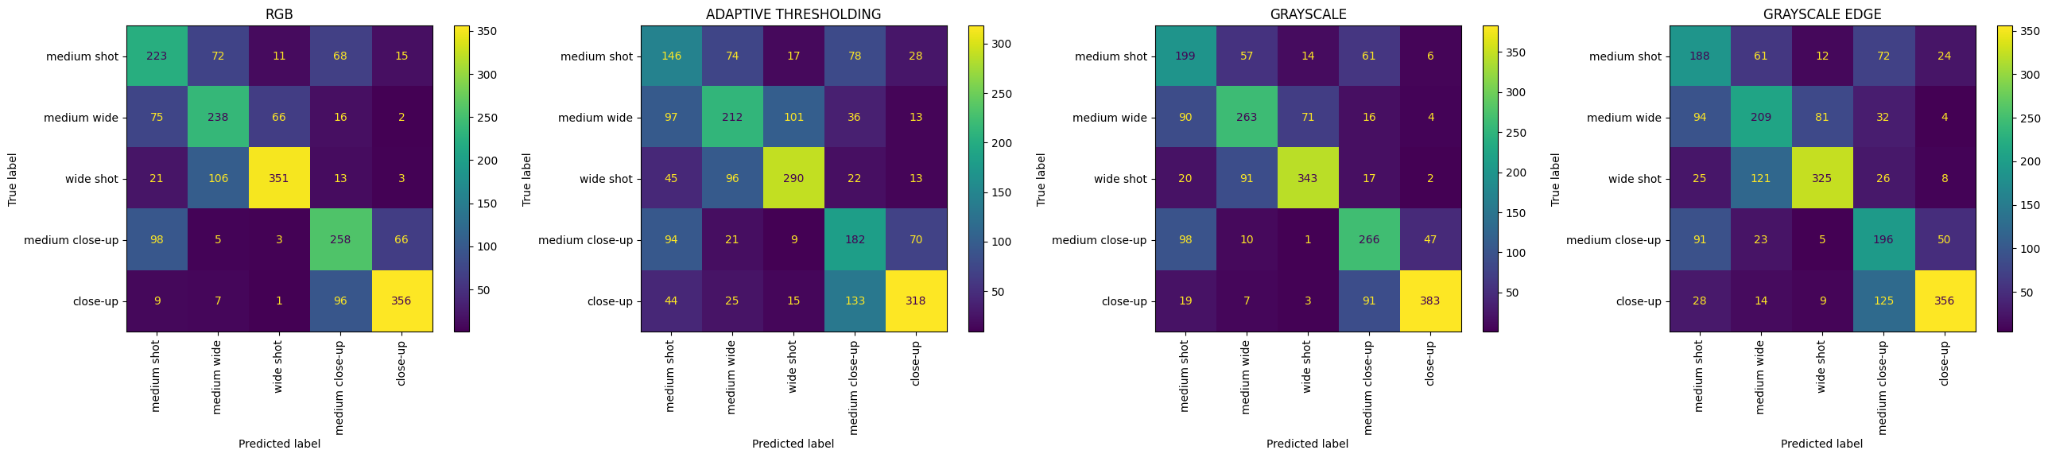 RGB
True label
medium shot 223 72 11 68 15
medium wide 75 238 66 16 2
wide shot 21 106 351 13 3
medium close-up 98 5 3 258 66
close-up 9 7 1 96 356
medium shot
medium wide
wide shot
medium close-up
close-up
Predicted label
350
300
250
200
150
100
50
ADAPTIVE THRESHOLDING
True label
medium shot 146 74 17 78 28
medium wide 97 212 101 36 13
wide shot 45 96 290 22 13
medium close-up 94 21 9 182 70
close-up 44 25 15 133 318
medium shot
medium wide
wide shot
medium close-up
close-up
Predicted label
300
250
200
150
100
50
GRAYSCALE
True label
medium shot 199 57 14 61 6
medium wide 90 263 71 16 4
wide shot 20 91 343 17 2
medium close-up 98 10 1 266 47
close-up 19 7 3 91 383
medium shot
medium wide
wide shot
medium close-up
close-up
Predicted label
350
300
250
200
150
100
50
GRAYSCALE EDGE
True label
medium shot 188 61 12 72 24
medium wide 94 209 81 32 4
wide shot 25 121 325 26 8
medium close-up 91 23 5 196 50
close-up 28 14 9 125 356
medium shot
medium wide
wide shot
medium close-up
close-up
Predicted label
350
300
250
200
150
100
50